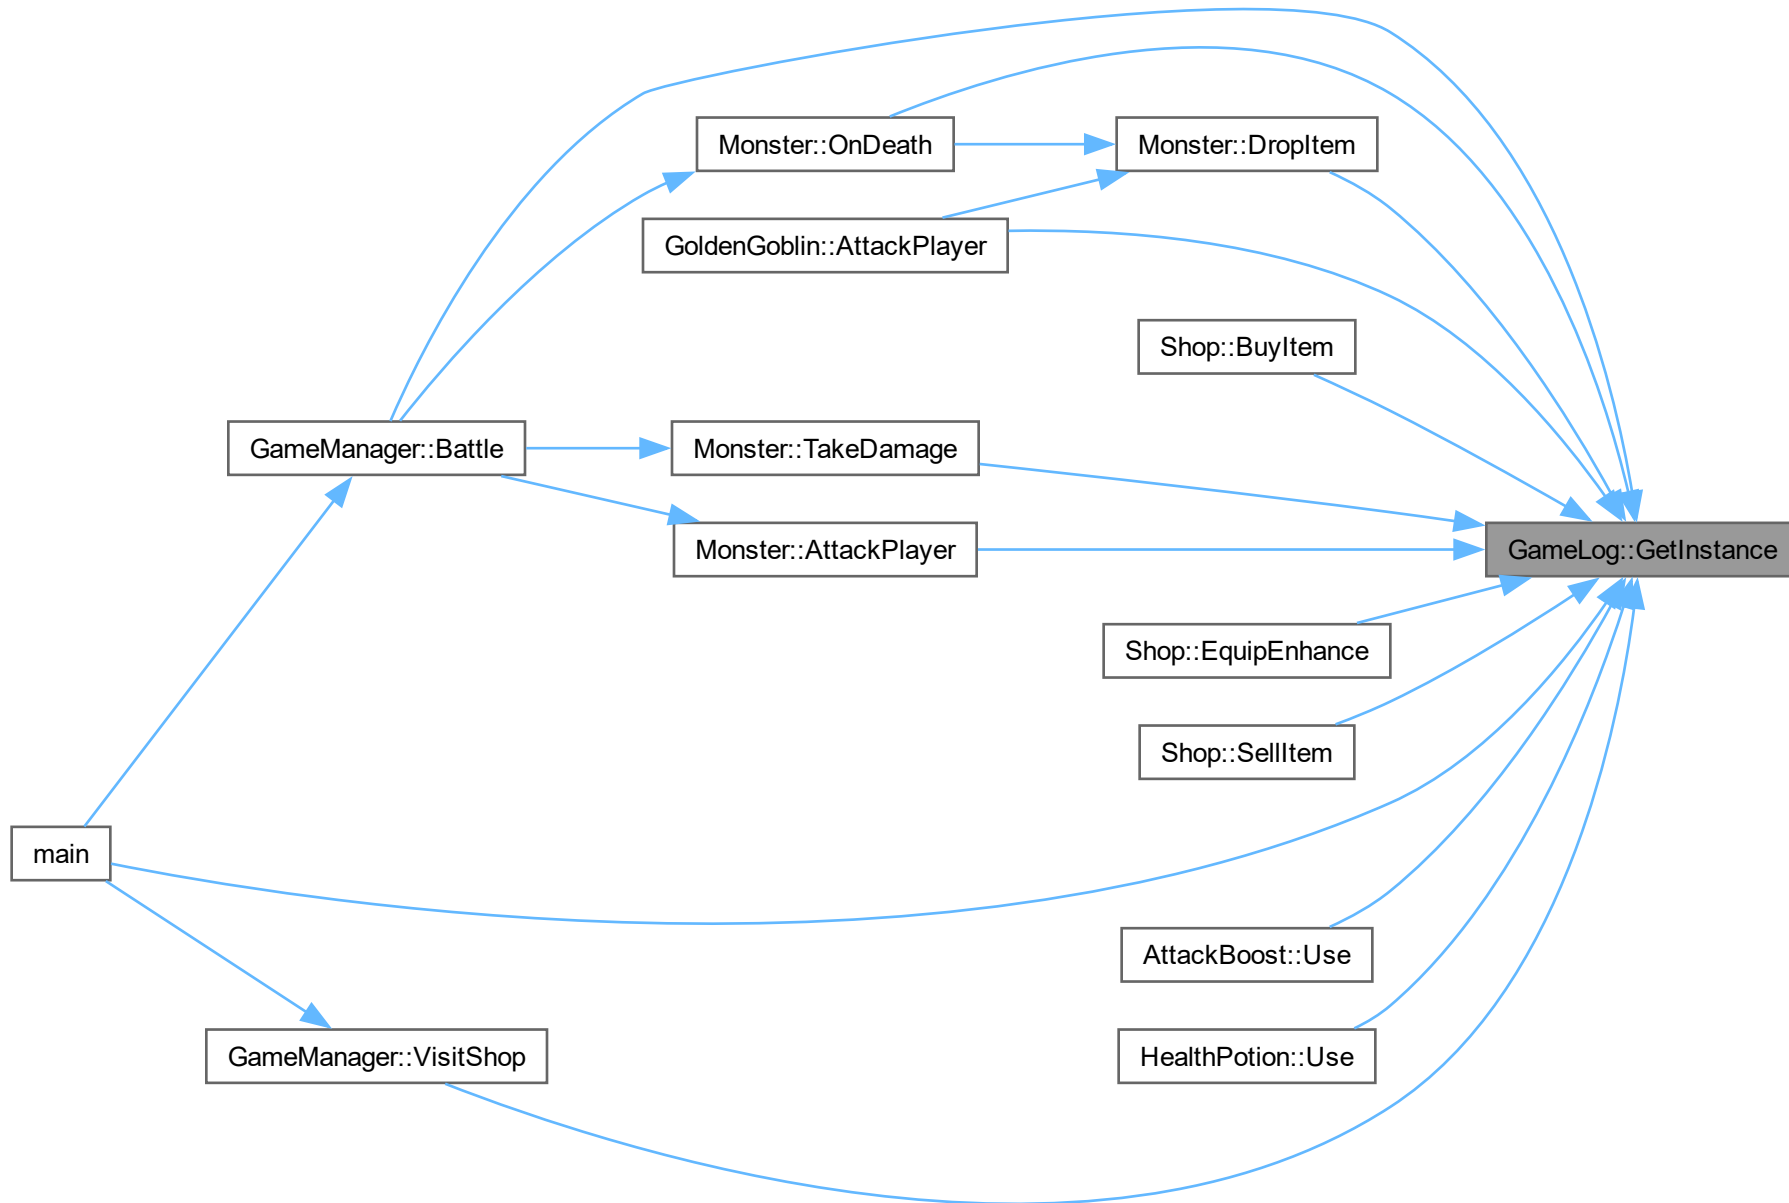 Monster::OnDeath
Monster::DropItem
GoldenGoblin::AttackPlayer
Shop::BuyItem
GameManager::Battle
Monster::TakeDamage
Monster::AttackPlayer
GameLog::GetInstance
Shop::EquipEnhance
Shop::SellItem
main
AttackBoost::Use
GameManager::VisitShop
HealthPotion::Use